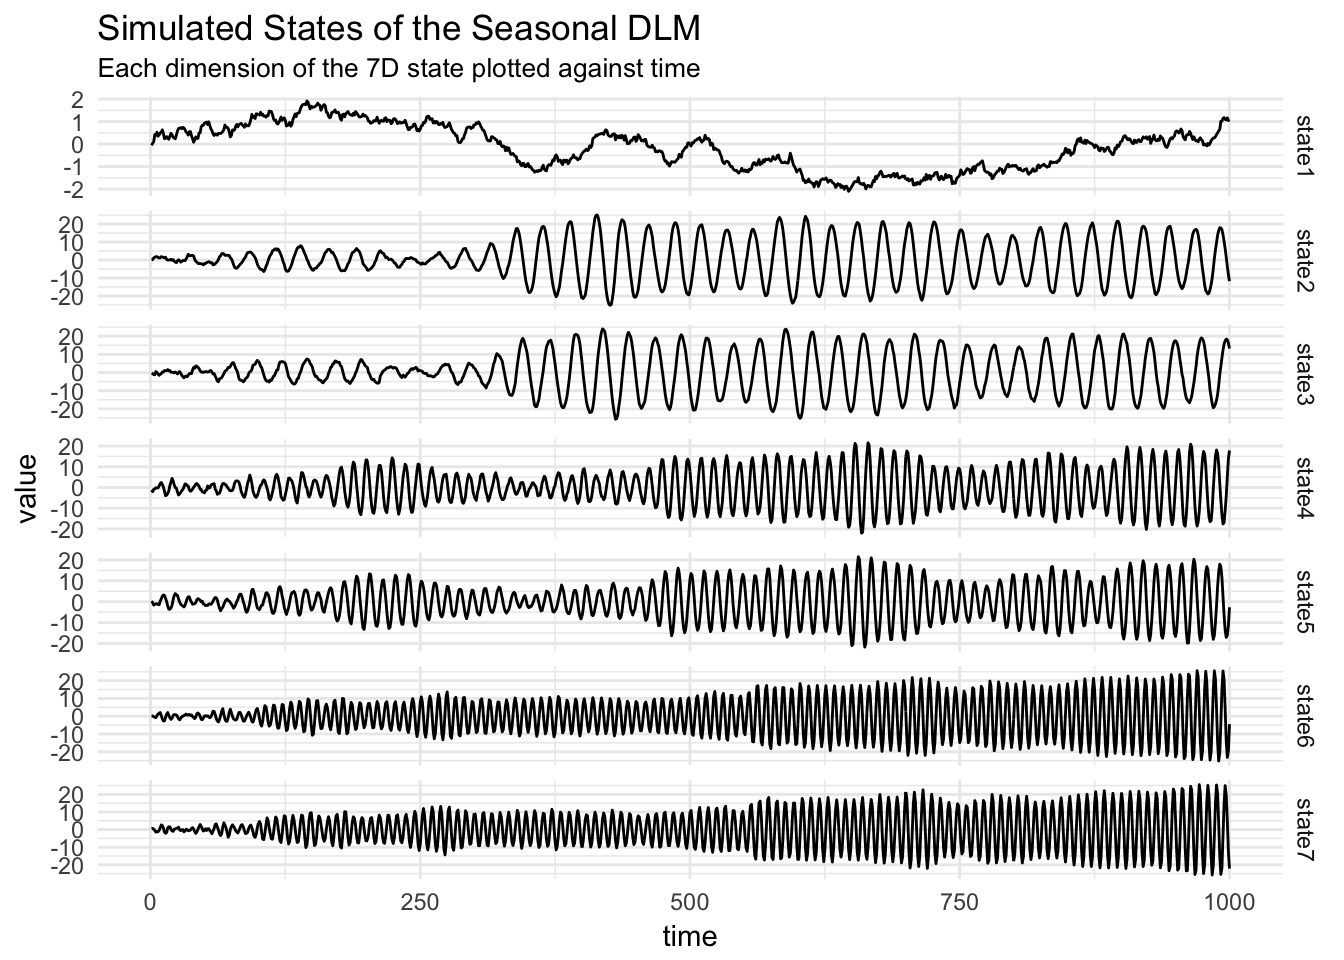 Simulated States of the Seasonal DLM
Each dimension of the 7D state plotted against time
2
1
0
-1
-2
state1
20
10
0
-10
-20
state2
20
10
0
-10
-20
state3
20
10
0
-10
-20
state4
20
10
0
-10
-20
state5
20
10
0
-10
-20
state6
20
10
0
-10
-20
state7
value
0 250 500 750 1000
time